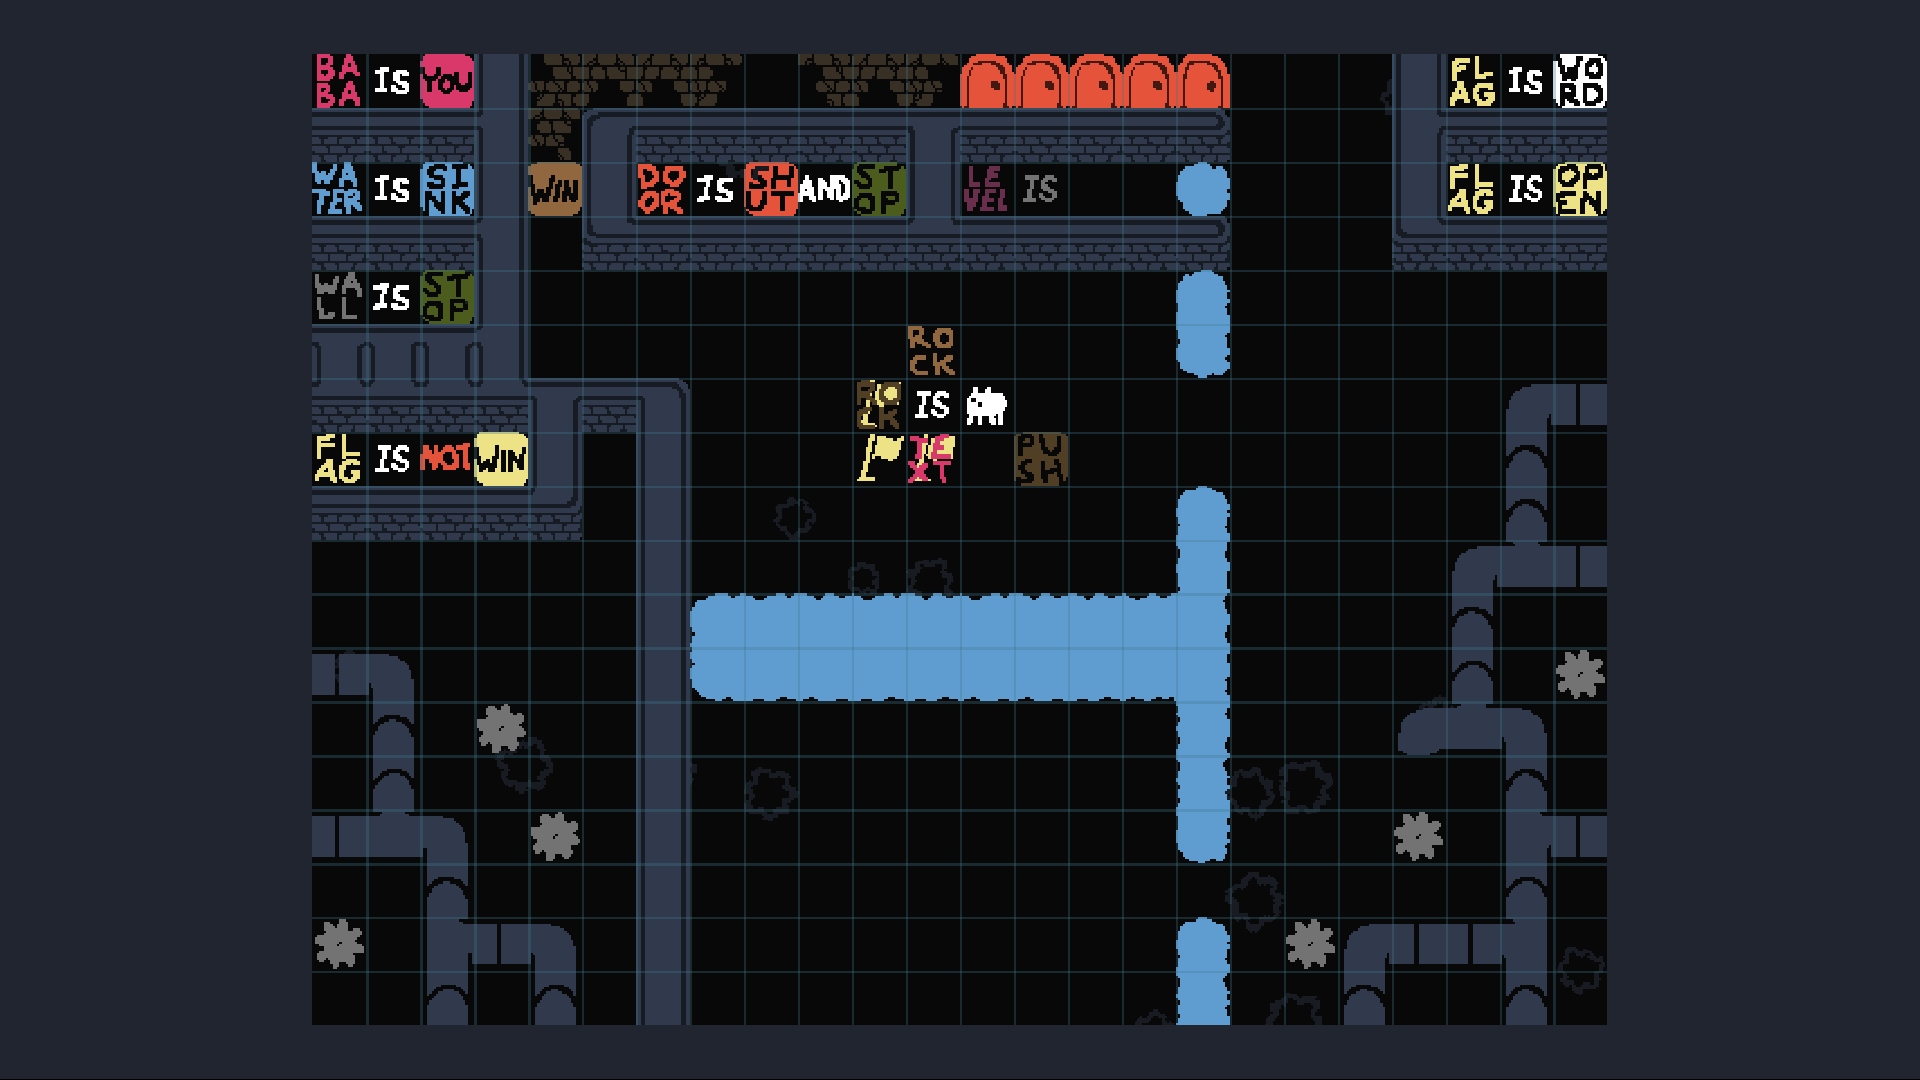 BABA IS YOU
FLAG IS WORD
WATER IS SINK
WIN
DOOR IS SHUT AND STOP
LEVEL IS
FLAG IS OPEN
WALL IS STOP
ROCK
ROCK IS
FLAG IS NOT WIN
TEXT
PUSH